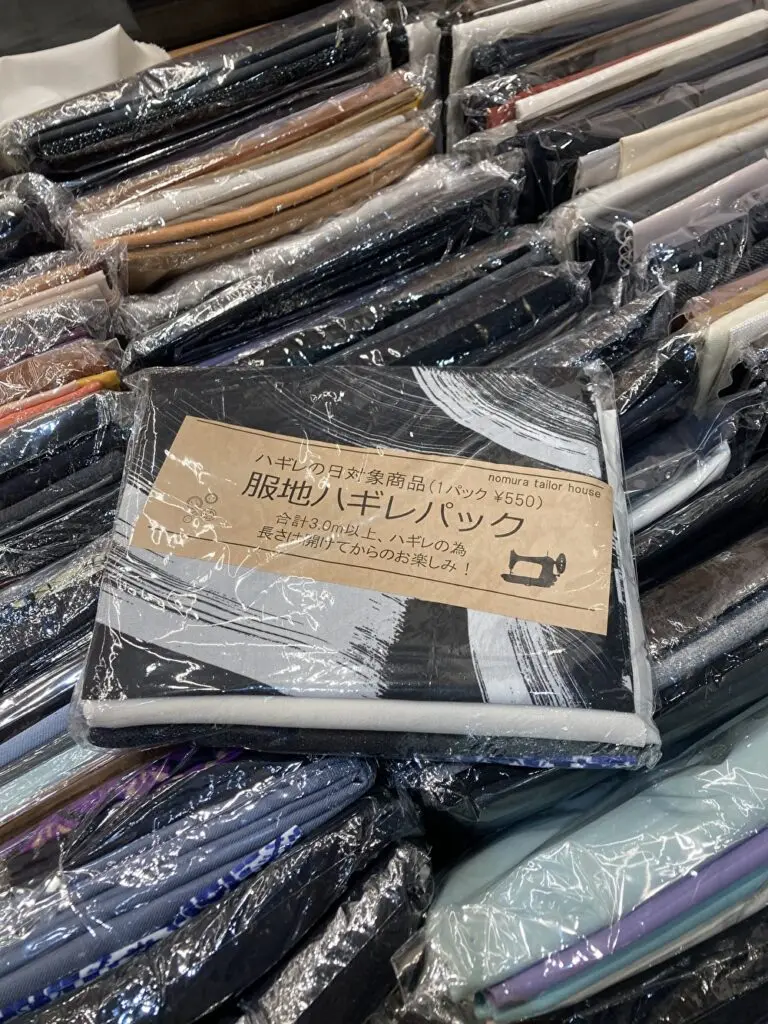 nomura tailor house
ハギレの日対象商品(1パック ¥550)
服地ハギレパック
合計3.0m以上、ハギレの為
長さは開けてからのお楽しみ!